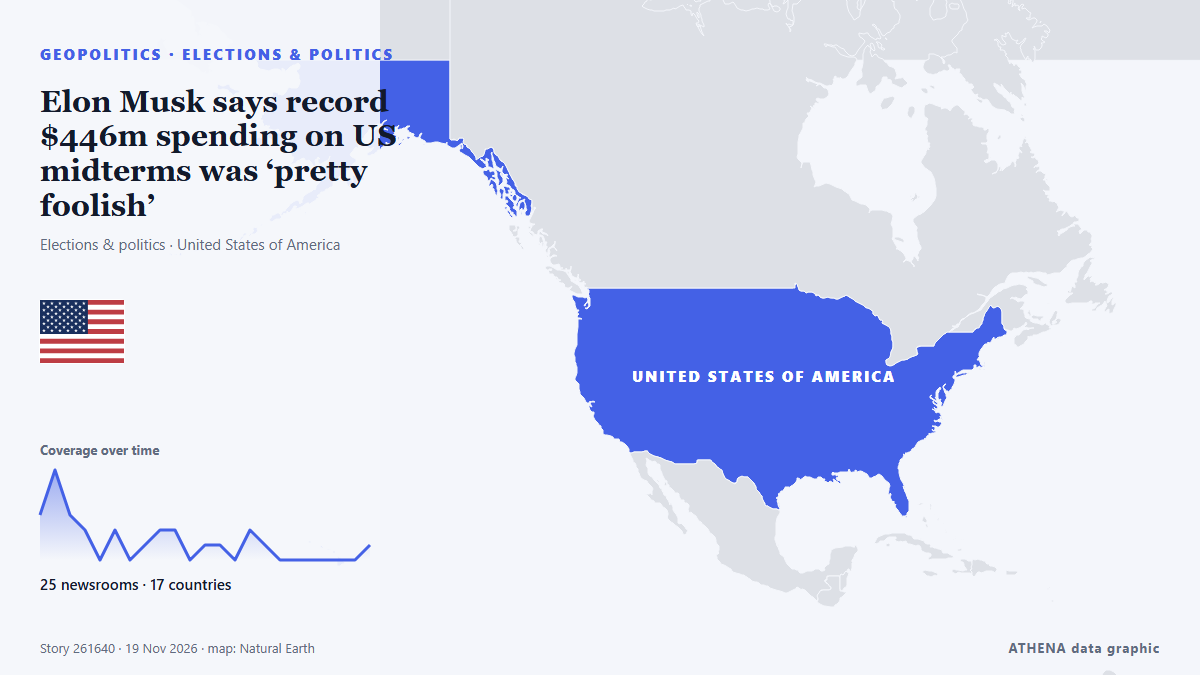 GEOPOLITICS · ELECTIONS & POLITICS
Elon Musk says record
$446m spending on US
midterms was ‘pretty
foolish’
Elections & politics · United States of America
UNITED STATES OF AMERICA
Coverage over time
25 newsrooms · 17 countries
Story 261640 · 19 Nov 2026 · map: Natural Earth
ATHENA data graphic